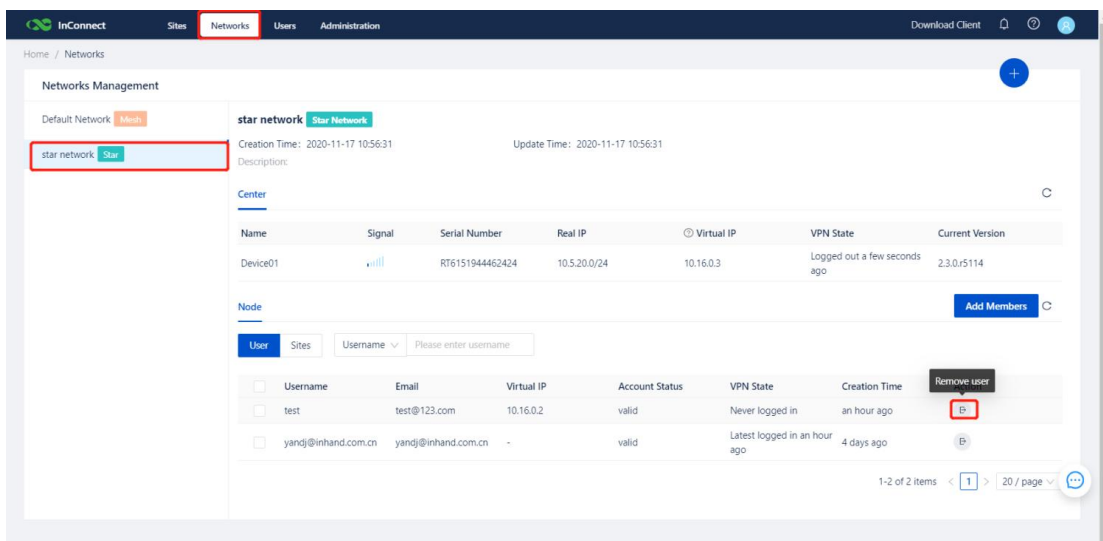 InConnect Sites Networks Users Administration Download Client
Home / Networks
Networks Management
Default Network Mesh
star network Star
star network Star Network
Creation Time: 2020-11-17 10:56:31 Update Time: 2020-11-17 10:56:31
Description:
Center
Name Signal Serial Number Real IP Virtual IP VPN State Current Version
Device01 RT6151944462424 10.5.20.0/24 10.16.0.3 Logged out a few seconds ago 2.3.0.r5114
Node Add Members
User Sites Username Please enter username
Remove user
Username Email Virtual IP Account Status VPN State Creation Time
test test@123.com 10.16.0.2 valid Never logged in an hour ago
yandj@inhand.com.cn yandj@inhand.com.cn - valid Latest logged in an hour ago 4 days ago
1-2 of 2 items < 1 > 20 / page